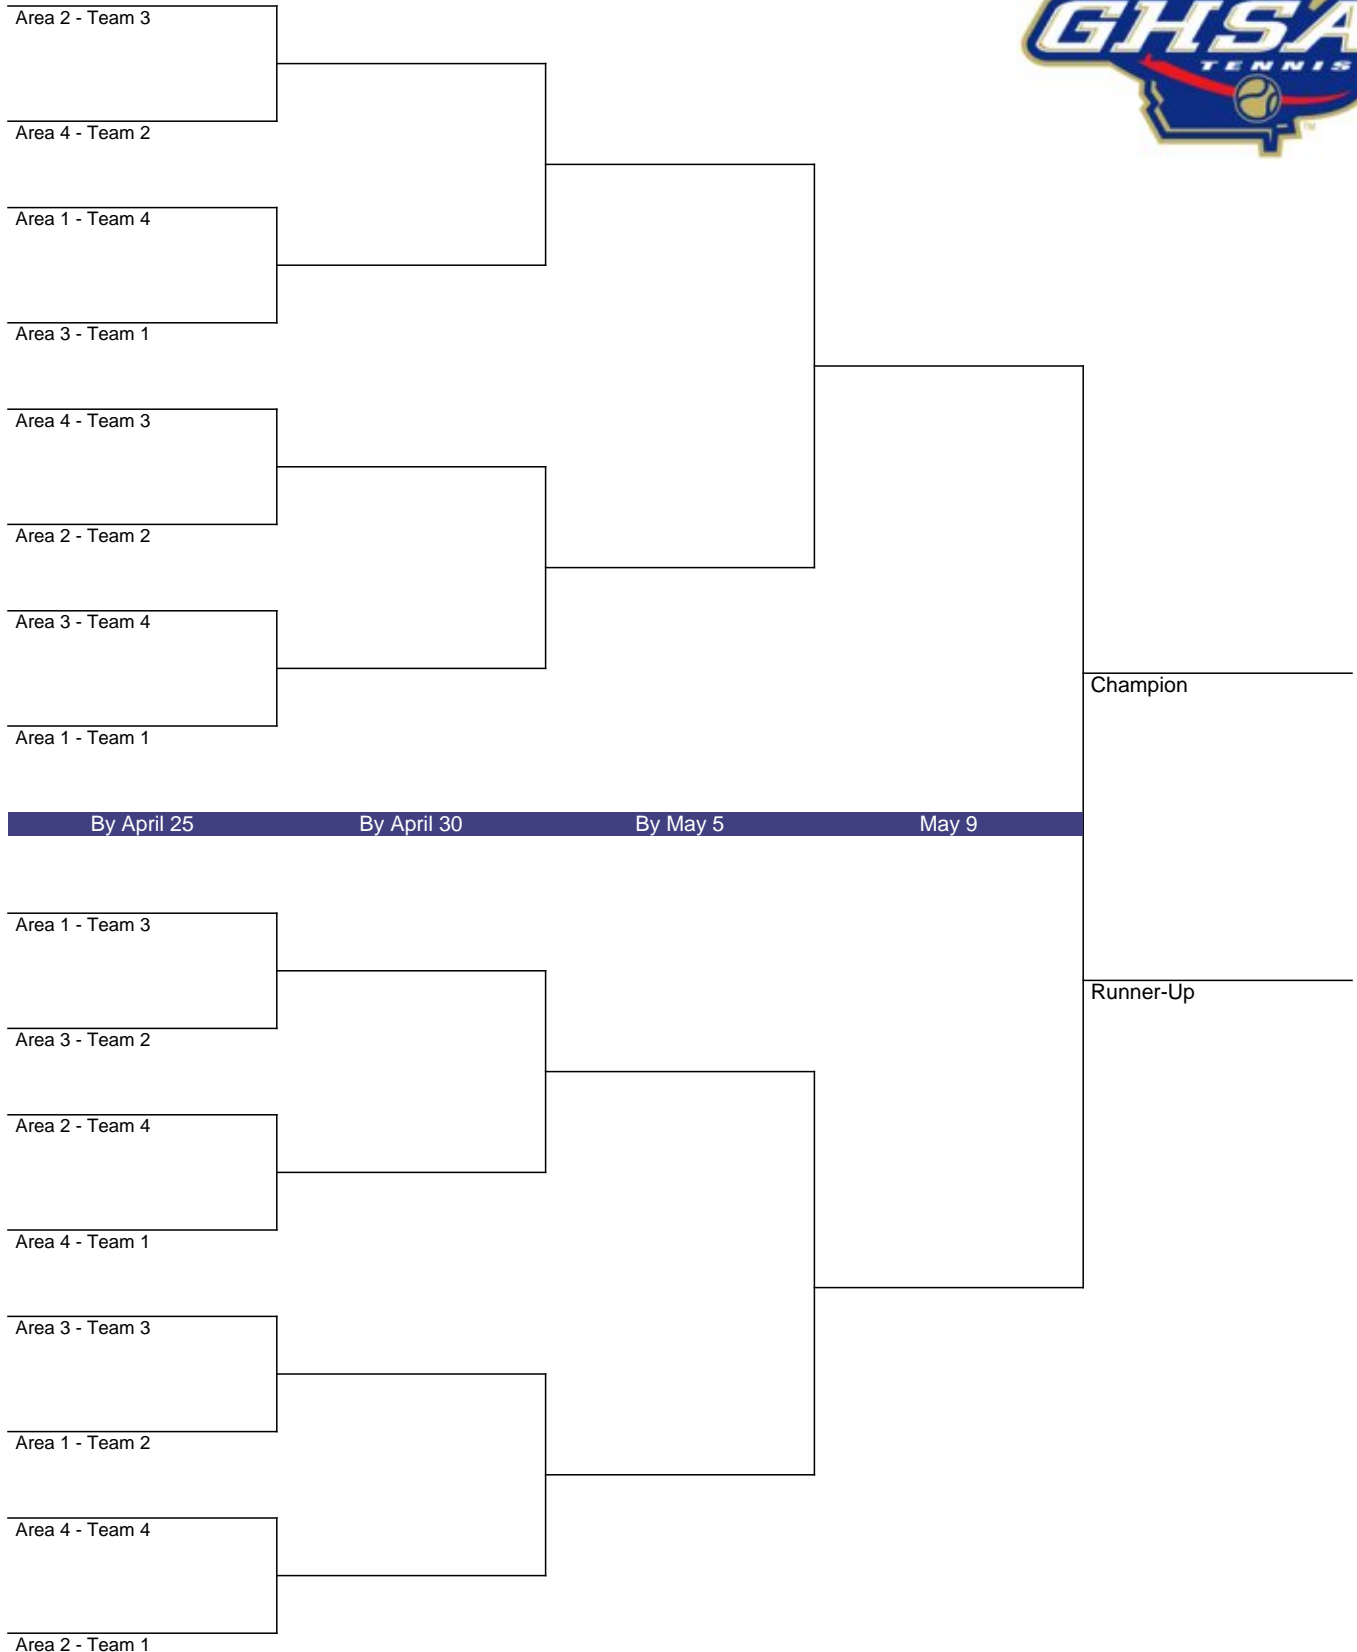 Area 2 - Team 3
GHSA
TENNIS
Area 4 - Team 2
Area 1 - Team 4
Area 3 - Team 1
Area 4 - Team 3
Area 2 - Team 2
Area 3 - Team 4
Champion
Area 1 - Team 1
By April 25 By April 30 By May 5 May 9
Area 1 - Team 3
Runner-Up
Area 3 - Team 2
Area 2 - Team 4
Area 4 - Team 1
Area 3 - Team 3
Area 1 - Team 2
Area 4 - Team 4
Area 2 - Team 1